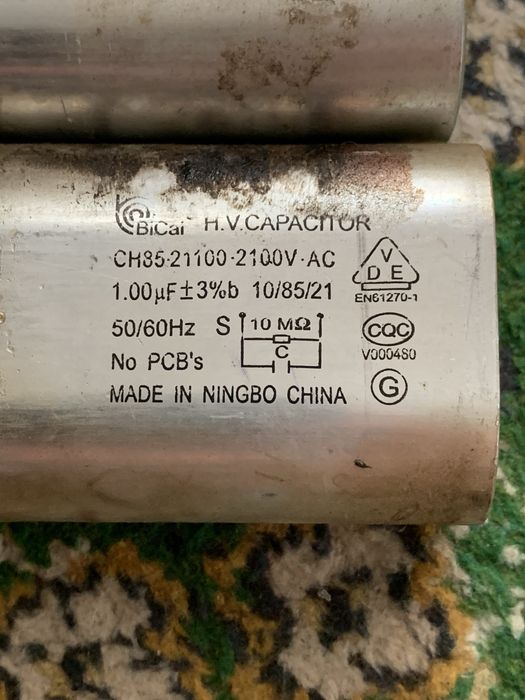 BiCai H.V.CAPACITOR
CH85-21100-2100V·AC
1.00µF±3%b 10/85/21
VDE
EN61270-1
50/60Hz S 10 MΩ
C
CQC
No PCB's
V000480
MADE IN NINGBO CHINA
G